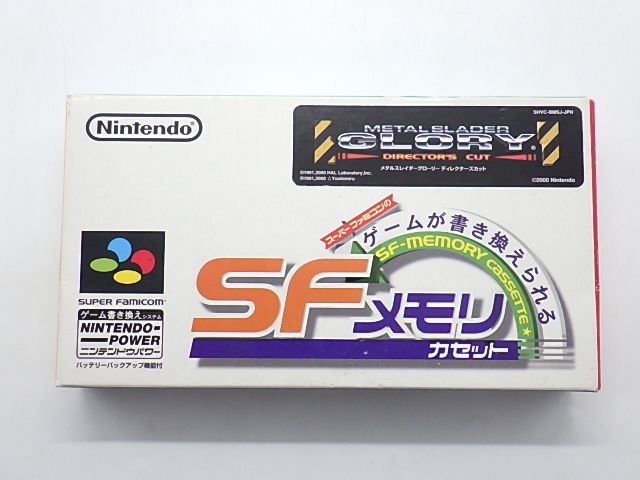 Nintendo®
SHVC-BMSJ-JPN
METAL SLADER
GLORY®
DIRECTOR'S CUT
メタルスレイダーグローリー ディレクターズカット
©1991,2000 HAL Laboratory,Inc.
©1991,2000 ☆Yoshimiru
©2000 Nintendo
スーパーファミコンの
ゲームが書き換えられる
SF-MEMORY CASSETTE★
SFメモリ
カセット
SUPER FAMICOM
ゲーム書き換えシステム
NINTENDO-
POWER
ニンテンドウパワー
バッテリーバックアップ機能付